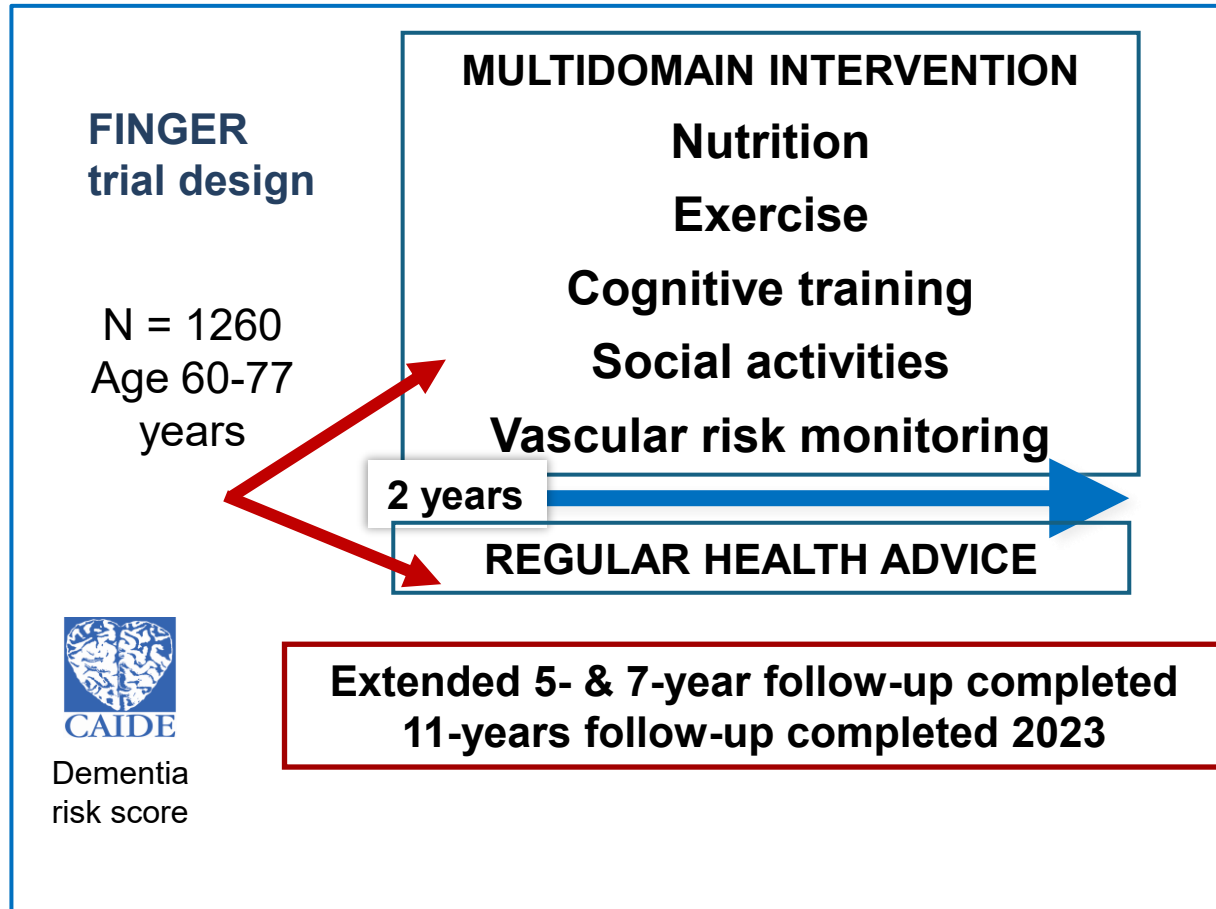 FINGER
trial design
N = 1260
Age 60-77
years
MULTIDOMAIN INTERVENTION
Nutrition
Exercise
Cognitive training
Social activities
Vascular risk monitoring
2 years
REGULAR HEALTH ADVICE
CAIDE
Dementia
risk score
Extended 5- & 7-year follow-up completed
11-years follow-up completed 2023